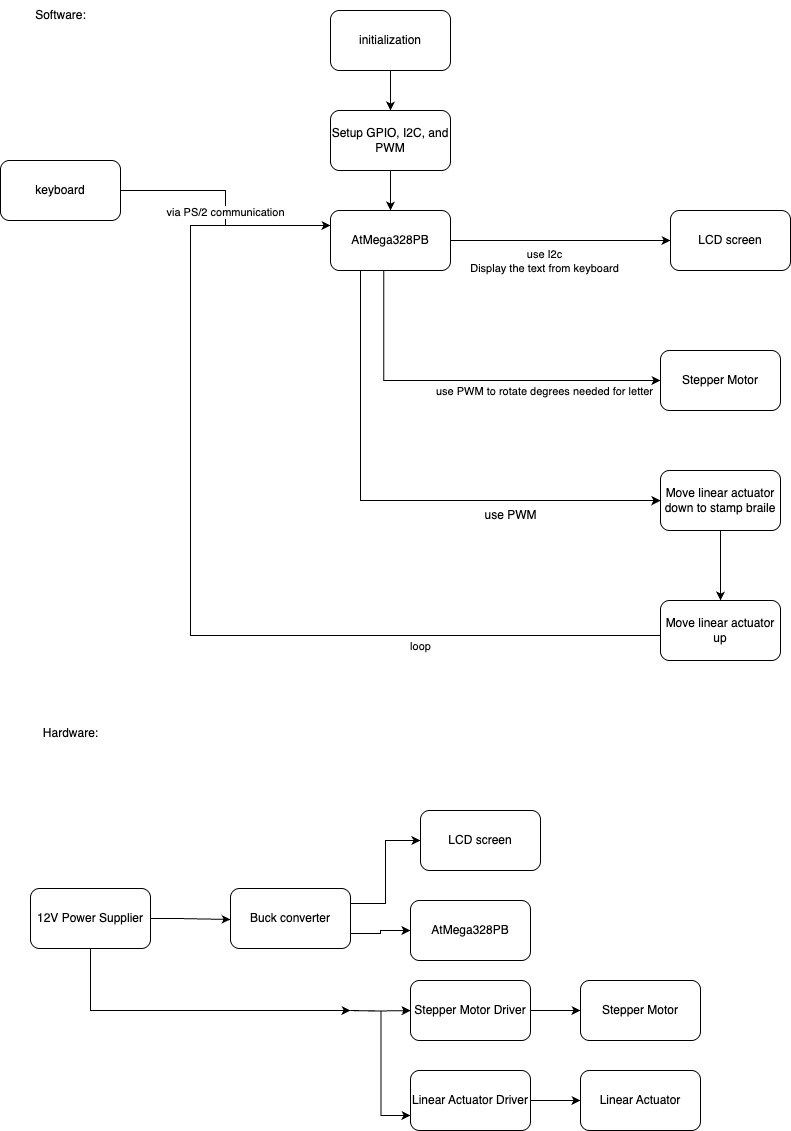 Software:
initialization
Setup GPIO, I2C, and
PWM
keyboard
via PS/2 communication
AtMega328PB
LCD screen
use I2c
Display the text from keyboard
Stepper Motor
use PWM to rotate degrees needed for letter
Move linear actuator
down to stamp braile
use PWM
Move linear actuator
up
loop
Hardware:
LCD screen
12V Power Supplier
Buck converter
AtMega328PB
Stepper Motor Driver
Stepper Motor
Linear Actuator Driver
Linear Actuator